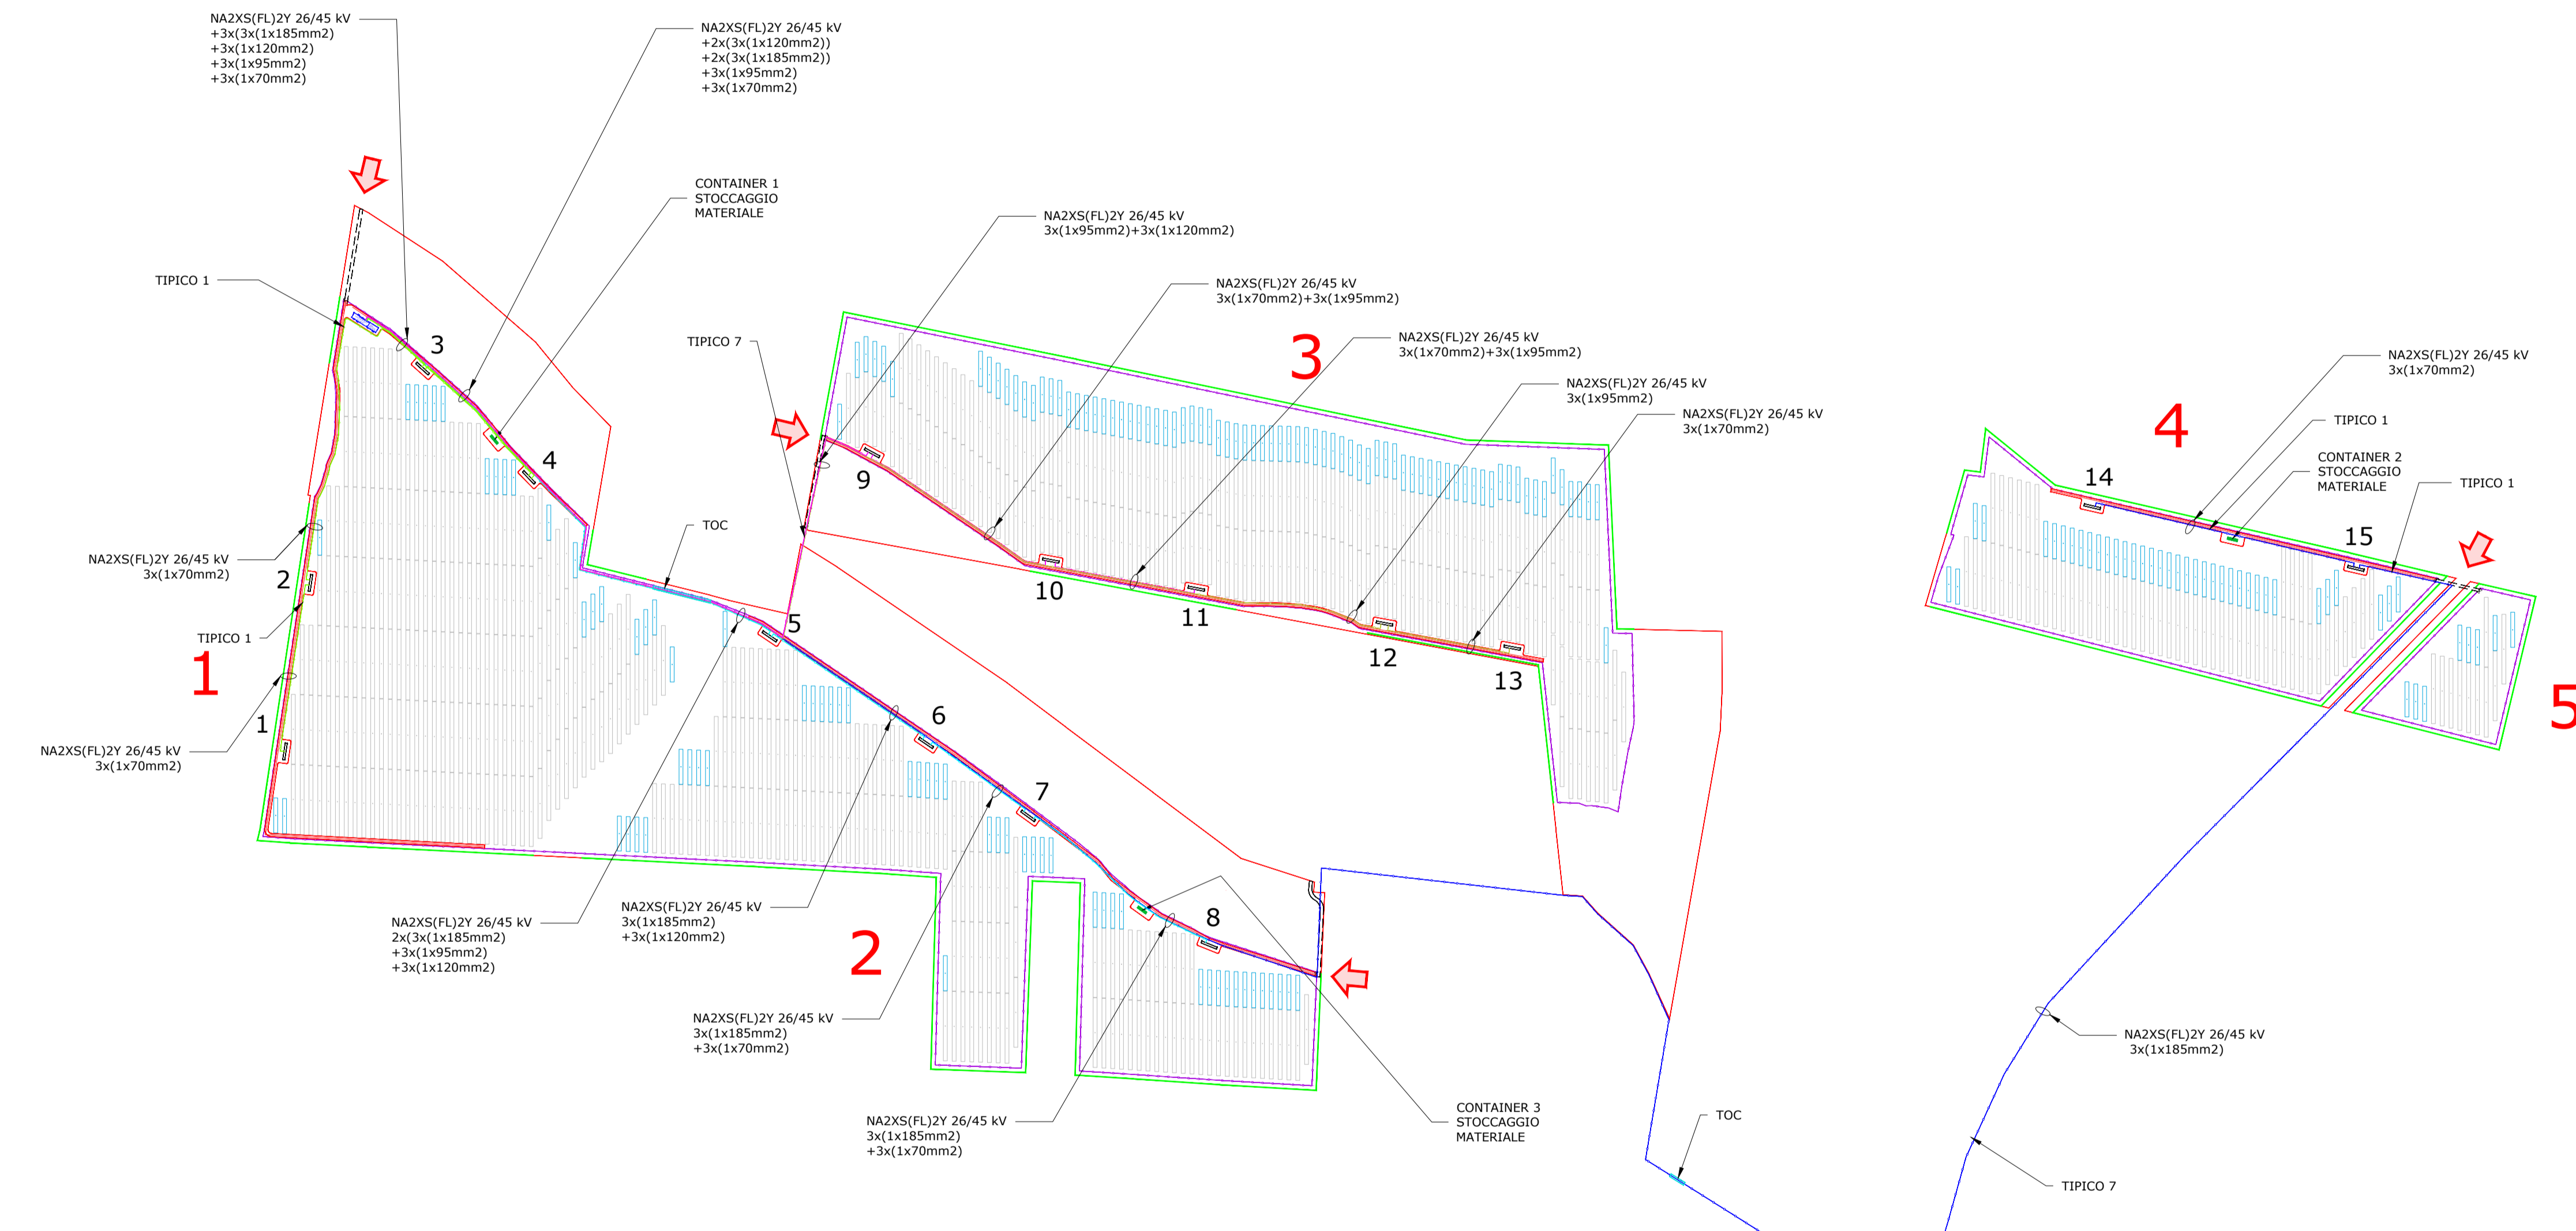 NA2XS(FL)2Y 26/45 kV
+3x(3x(1x185mm2)
+3x(1x120mm2)
+3x(1x95mm2)
+3x(1x70mm2)
NA2XS(FL)2Y 26/45 kV
+2x(3x(1x120mm2))
+2x(3x(1x185mm2))
+3x(1x95mm2)
+3x(1x70mm2)
CONTAINER 1
STOCCAGGIO
MATERIALE
NA2XS(FL)2Y 26/45 kV
3x(1x95mm2)+3x(1x120mm2)
TIPICO 1
NA2XS(FL)2Y 26/45 kV
3x(1x70mm2)+3x(1x95mm2)
TIPICO 7
3
NA2XS(FL)2Y 26/45 kV
3x(1x70mm2)+3x(1x95mm2)
NA2XS(FL)2Y 26/45 kV
3x(1x95mm2)
NA2XS(FL)2Y 26/45 kV
3x(1x70mm2)
NA2XS(FL)2Y 26/45 kV
3x(1x70mm2)
4
TIPICO 1
CONTAINER 2
STOCCAGGIO
MATERIALE
TIPICO 1
3
4
9
14
15
TOC
NA2XS(FL)2Y 26/45 kV
3x(1x70mm2)
2
10
11
5
TIPICO 1
1
12
13
5
1
6
NA2XS(FL)2Y 26/45 kV
3x(1x70mm2)
7
NA2XS(FL)2Y 26/45 kV
2x(3x(1x185mm2)
+3x(1x95mm2)
+3x(1x120mm2)
NA2XS(FL)2Y 26/45 kV
3x(1x185mm2)
+3x(1x120mm2)
2
8
NA2XS(FL)2Y 26/45 kV
3x(1x185mm2)
+3x(1x70mm2)
NA2XS(FL)2Y 26/45 kV
3x(1x185mm2)
NA2XS(FL)2Y 26/45 kV
3x(1x185mm2)
+3x(1x70mm2)
CONTAINER 3
STOCCAGGIO
MATERIALE
TOC
TIPICO 7